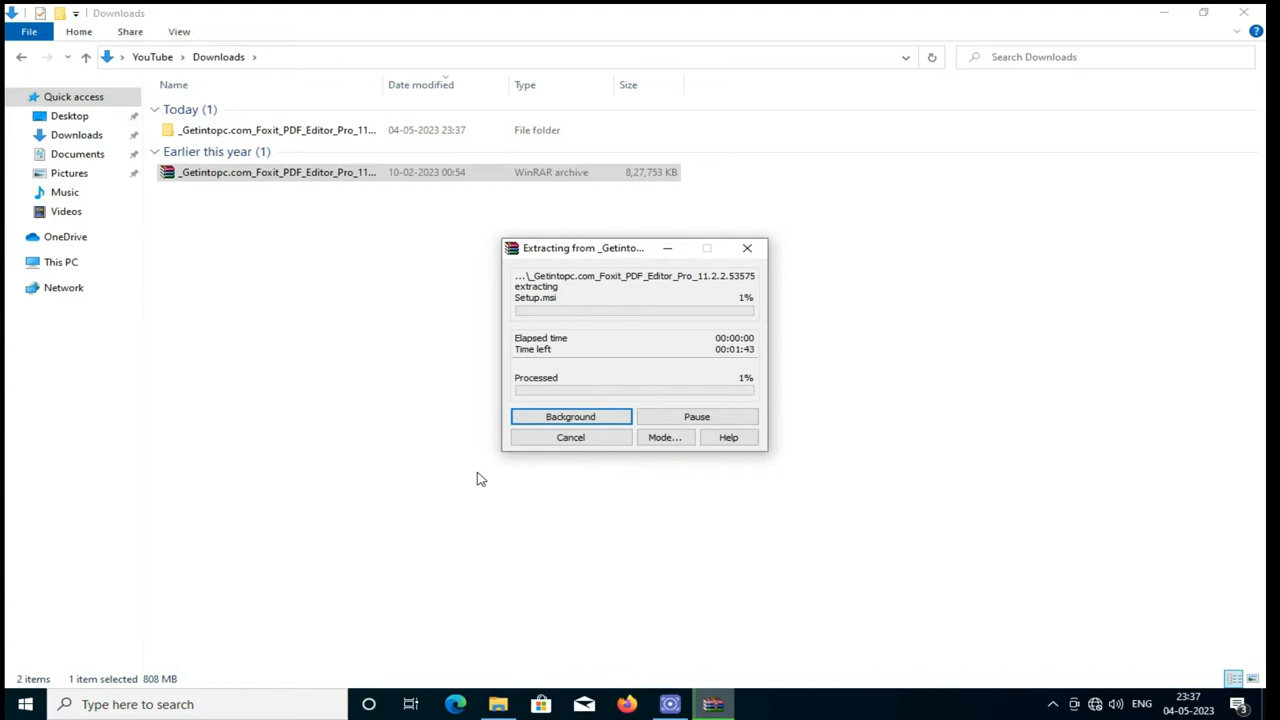 Downloads
File
Home
Share
View
YouTube
Downloads
Search Downloads
Name
Date modified
Type
Size
Quick access
Desktop
Downloads
Documents
Pictures
Music
Videos
OneDrive
This PC
Network
Today (1)
_Getintopc.com_Foxit_PDF_Editor_Pro_11... 04-05-2023 23:37 File folder
Earlier this year (1)
_Getintopc.com_Foxit_PDF_Editor_Pro_11... 10-02-2023 00:54 WinRAR archive 8,27,753 KB
Extracting from _Getinto...
...\_Getintopc.com_Foxit_PDF_Editor_Pro_11.2.2.53575
extracting
Setup.msi 1%
Elapsed time 00:00:00
Time left 00:01:43
Processed 1%
Background
Pause
Cancel
Mode...
Help
2 items 1 item selected 808 MB
Type here to search
ENG
23:37
04-05-2023
3